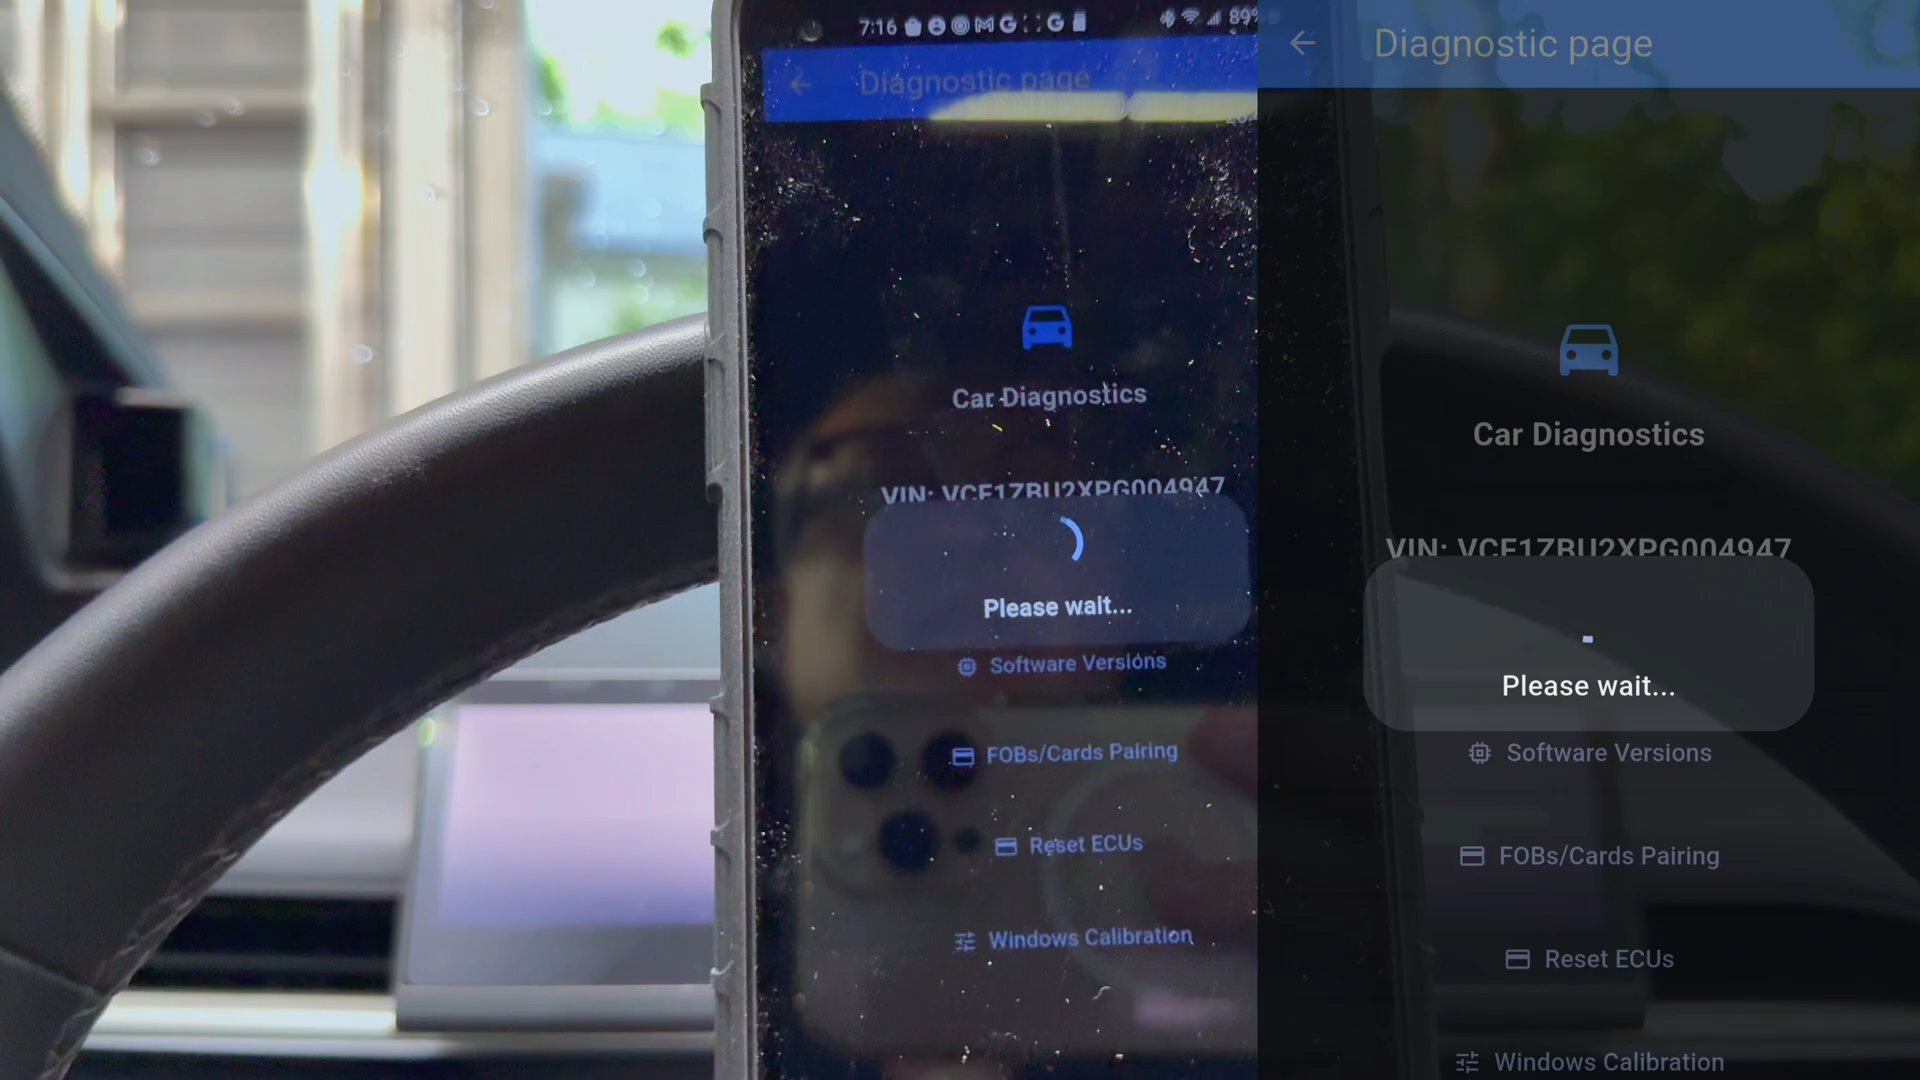 7:16
89%
Diagnostic page
Car Diagnostics
VIN: VCF1ZBU2XPG004947
Please wait...
Software Versions
FOBs/Cards Pairing
Reset ECUs
Windows Calibration
Diagnostic page
Car Diagnostics
VIN: VCF1ZBU2XPG004947
Please wait...
Software Versions
FOBs/Cards Pairing
Reset ECUs
Windows Calibration